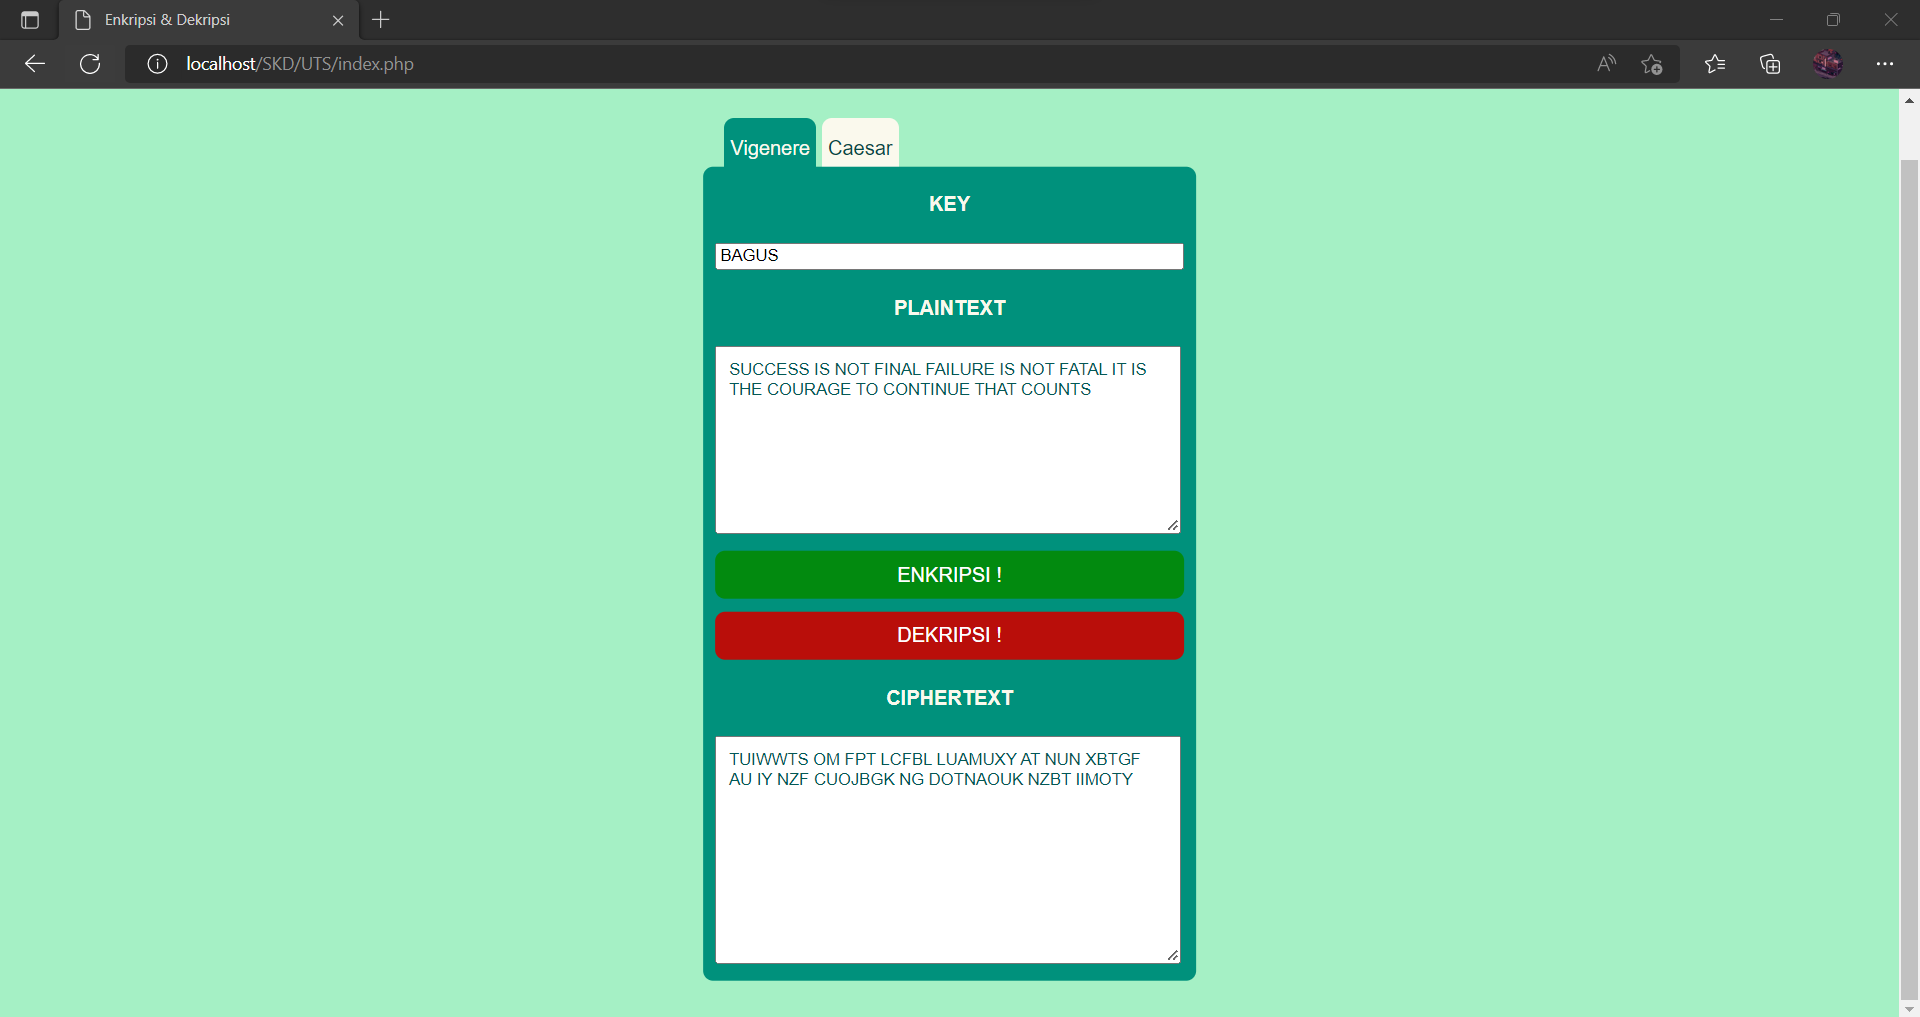 Enkripsi & Dekripsi
localhost/SKD/UTS/index.php
Vigenere Caesar
KEY
BAGUS
PLAINTEXT
SUCCESS IS NOT FINAL FAILURE IS NOT FATAL IT IS
THE COURAGE TO CONTINUE THAT COUNTS
ENKRIPSI !
DEKRIPSI !
CIPHERTEXT
TUIWWTS OM FPT LCFBL LUAMUXY AT NUN XBTGF
AU IY NZF CUOJBGK NG DOTNAOUK NZBT IIMOTY